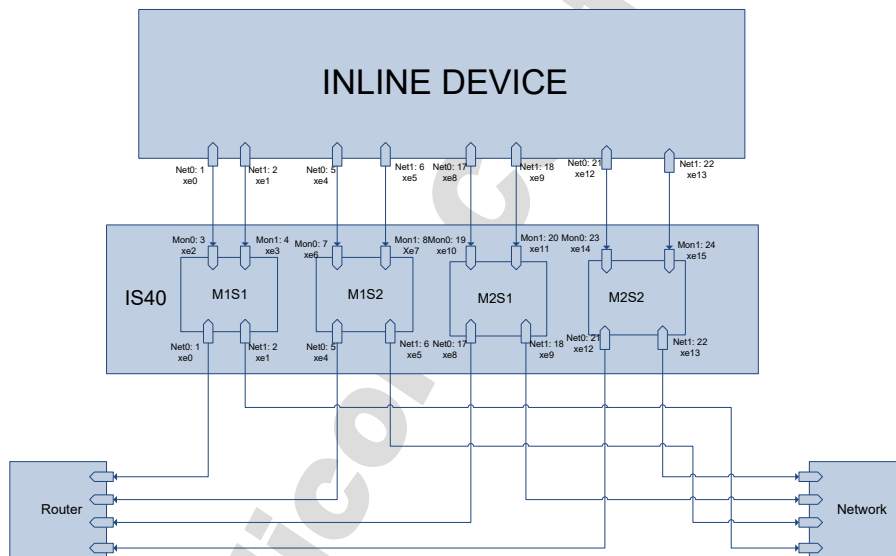 INLINE DEVICE
Net0: 1
xe0
Net1: 2
xe1
Net0: 5
xe4
Net1: 6
xe5
Net0: 17
xe8
Net1: 18
xe9
Net0: 21
xe12
Net1: 22
xe13
Mon0: 3
xe2
Mon1: 4
xe3
Mon0: 7
xe6
Mon1: 8
Xe7
Mon0: 19
xe10
Mon1: 20
xe11
Mon0: 23
xe14
Mon1: 24
xe15
IS40
M1S1
M1S2
M2S1
M2S2
Net0: 1
xe0
Net1: 2
xe1
Net0: 5
xe4
Net1: 6
xe5
Net0: 17
xe8
Net1: 18
xe9
Net0: 21
xe12
Net1: 22
xe13
Router
Network